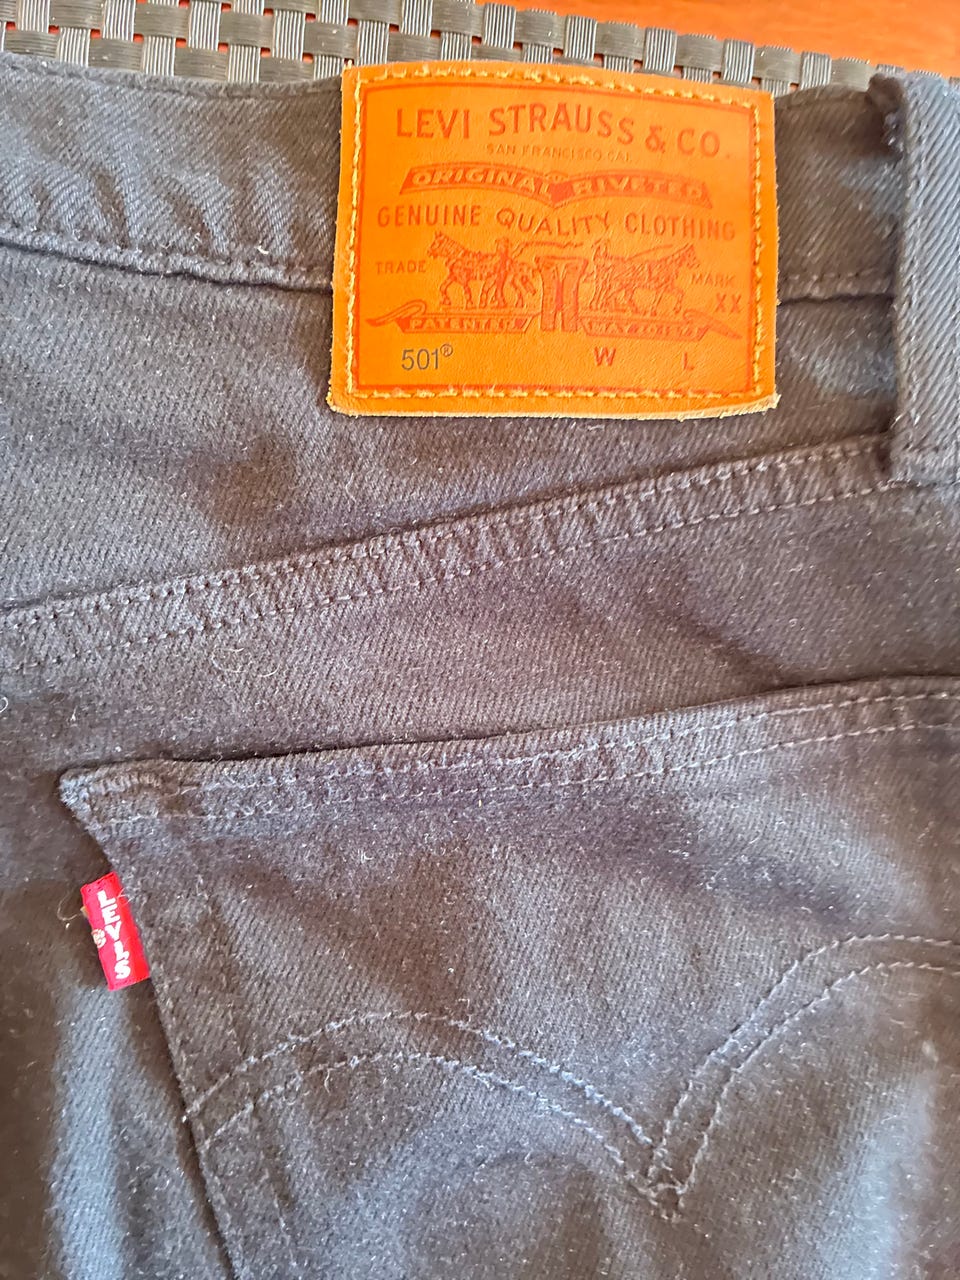 LEVI STRAUSS & CO.
SAN FRANCISCO CAL.
ORIGINAL RIVETED
GENUINE QUALITY CLOTHING
TRADE MARK
XX
PATENTED MAY 20 1873
501® W L
LEVI'S
®